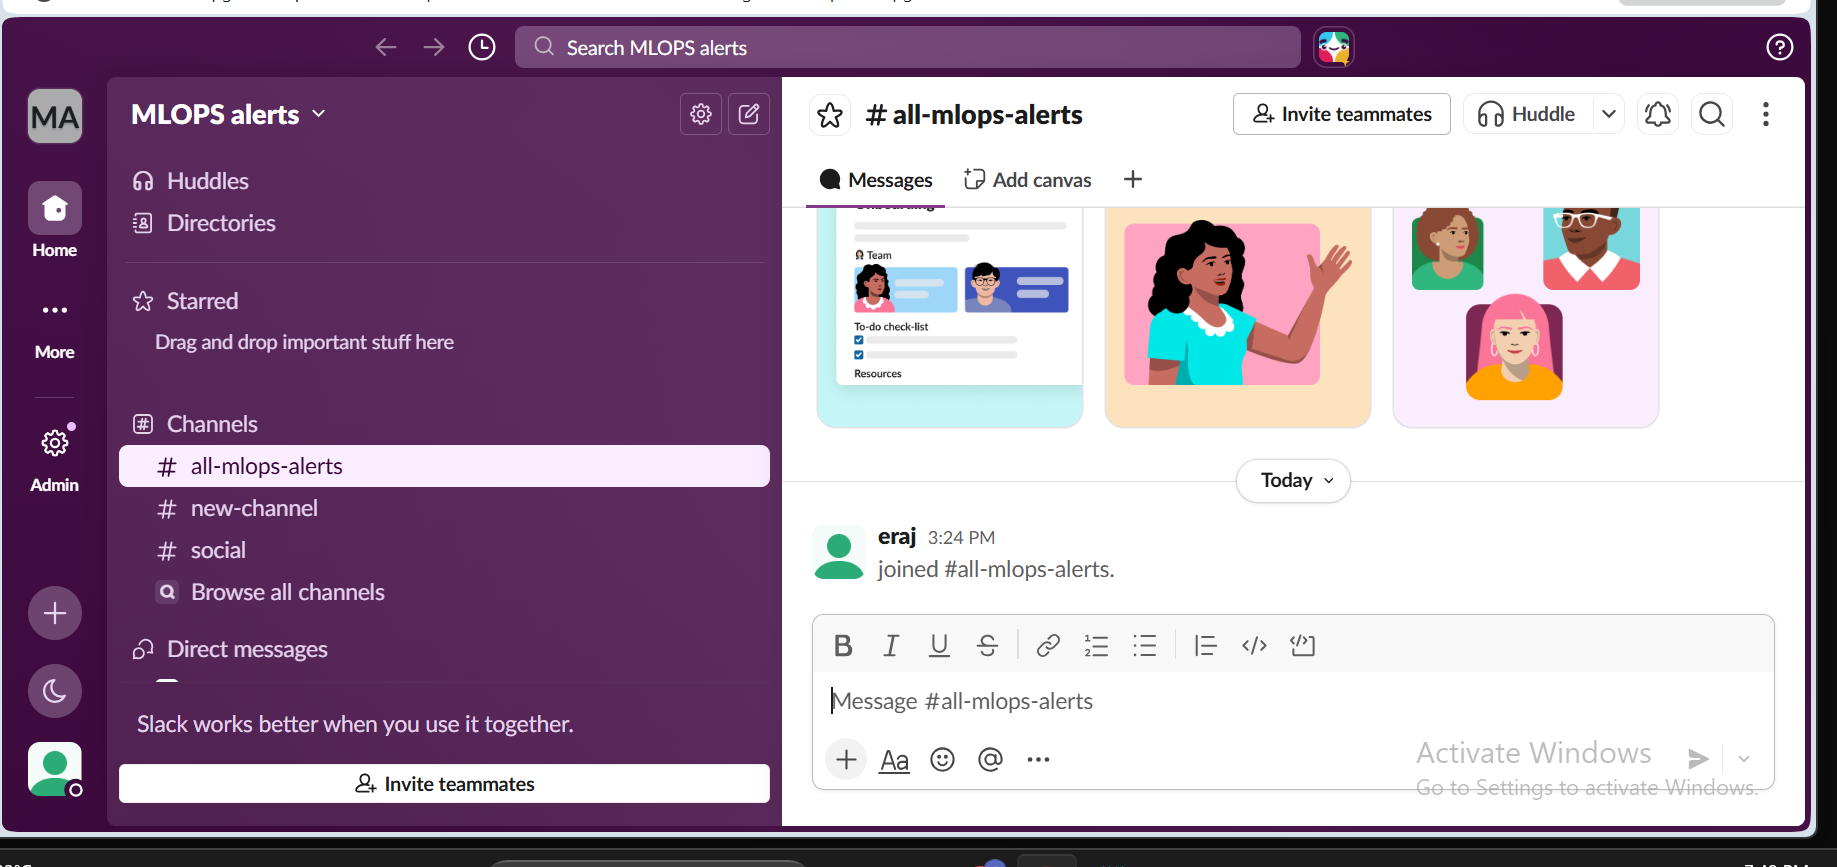 Search MLOPS alerts
MA
Home
More
Admin
MLOPS alerts
Huddles
Directories
Starred
Drag and drop important stuff here
Channels
# all-mlops-alerts
# new-channel
# social
Browse all channels
Direct messages
Slack works better when you use it together.
Invite teammates
# all-mlops-alerts
Invite teammates
Huddle
Messages
Add canvas
Team
To-do check-list
Resources
Today
eraj 3:24 PM
joined #all-mlops-alerts.
B I U S
Message #all-mlops-alerts
Aa
Activate Windows
Go to Settings to activate Windows.